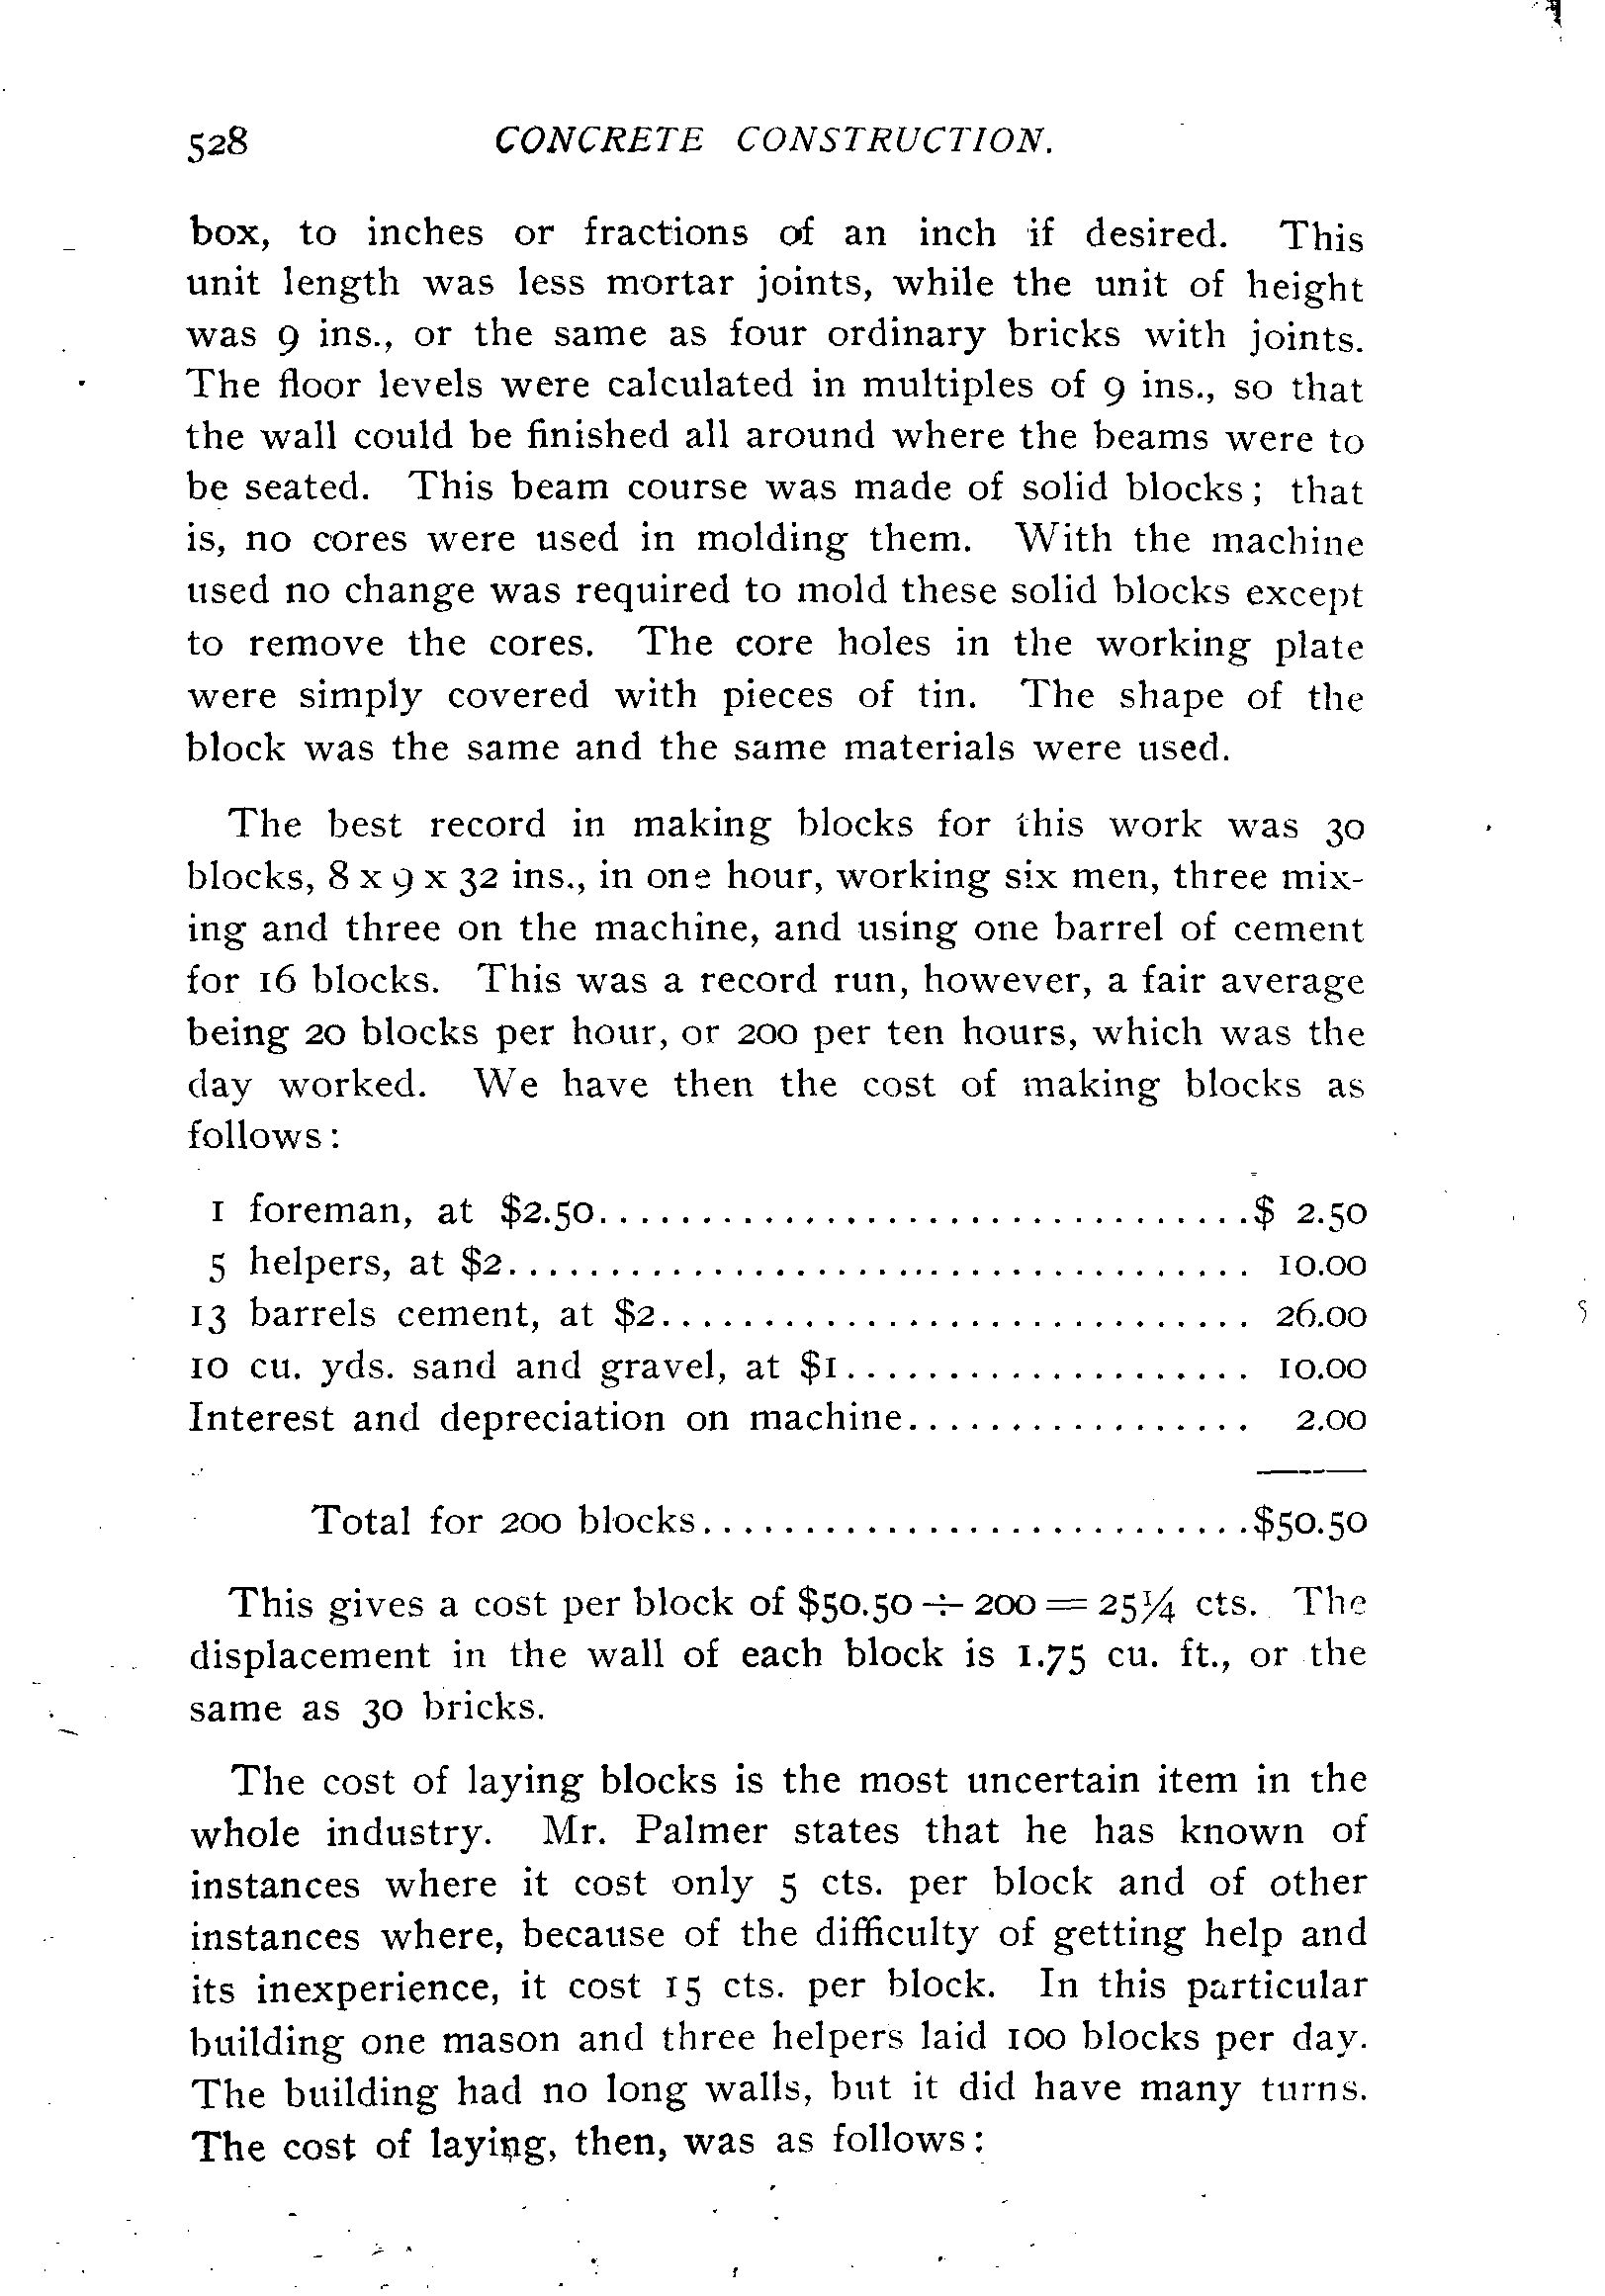 528 CONCRETE CONSTRUCTION.
box, to inches or fractions of an inch if desired. This
unit length was less mortar joints, while the unit of height
was 9 ins., or the same as four ordinary bricks with joints.
The floor levels were calculated in multiples of 9 ins., so that
the wall could be finished all around where the beams were to
be seated. This beam course was made of solid blocks; that
is, no cores were used in molding them. With the machine
used no change was required to mold these solid blocks except
to remove the cores. The core holes in the working plate
were simply covered with pieces of tin. The shape of the
block was the same and the same materials were used.
The best record in making blocks for this work was 30
blocks, 8 x 9 x 32 ins., in one hour, working six men, three mix-
ing and three on the machine, and using one barrel of cement
for 16 blocks. This was a record run, however, a fair average
being 20 blocks per hour, or 200 per ten hours, which was the
day worked. We have then the cost of making blocks as
follows:
1 foreman, at $2.50................................$ 2.50
5 helpers, at $2.................................... 10.00
13 barrels cement, at $2............................. 26.00
10 cu. yds. sand and gravel, at $1.................... 10.00
Interest and depreciation on machine................. 2.00
Total for 200 blocks...........................$50.50
This gives a cost per block of $50.50 ÷ 200 = 25¼ cts. The
displacement in the wall of each block is 1.75 cu. ft., or the
same as 30 bricks.
The cost of laying blocks is the most uncertain item in the
whole industry. Mr. Palmer states that he has known of
instances where it cost only 5 cts. per block and of other
instances where, because of the difficulty of getting help and
its inexperience, it cost 15 cts. per block. In this particular
building one mason and three helpers laid 100 blocks per day.
The building had no long walls, but it did have many turns.
The cost of laying, then, was as follows: